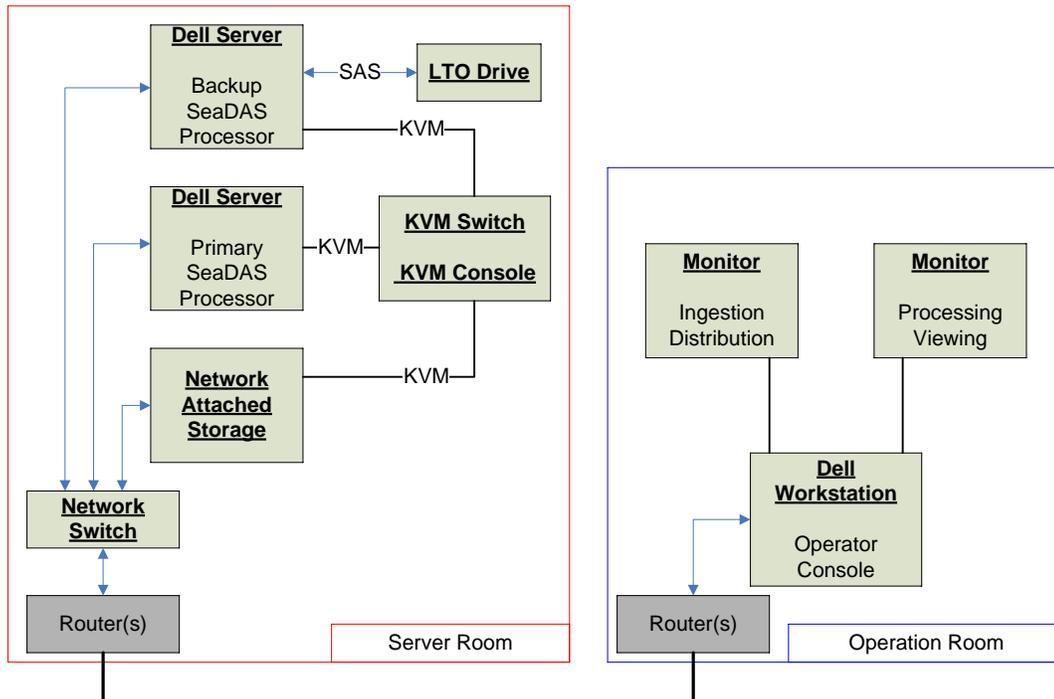 Dell Server
Backup
SeaDAS
Processor
SAS
LTO Drive
KVM
Dell Server
Primary
SeaDAS
Processor
KVM
KVM Switch
KVM Console
Network
Attached
Storage
KVM
Network
Switch
Router(s)
Server Room
Monitor
Ingestion
Distribution
Monitor
Processing
Viewing
Dell
Workstation
Operator
Console
Router(s)
Operation Room